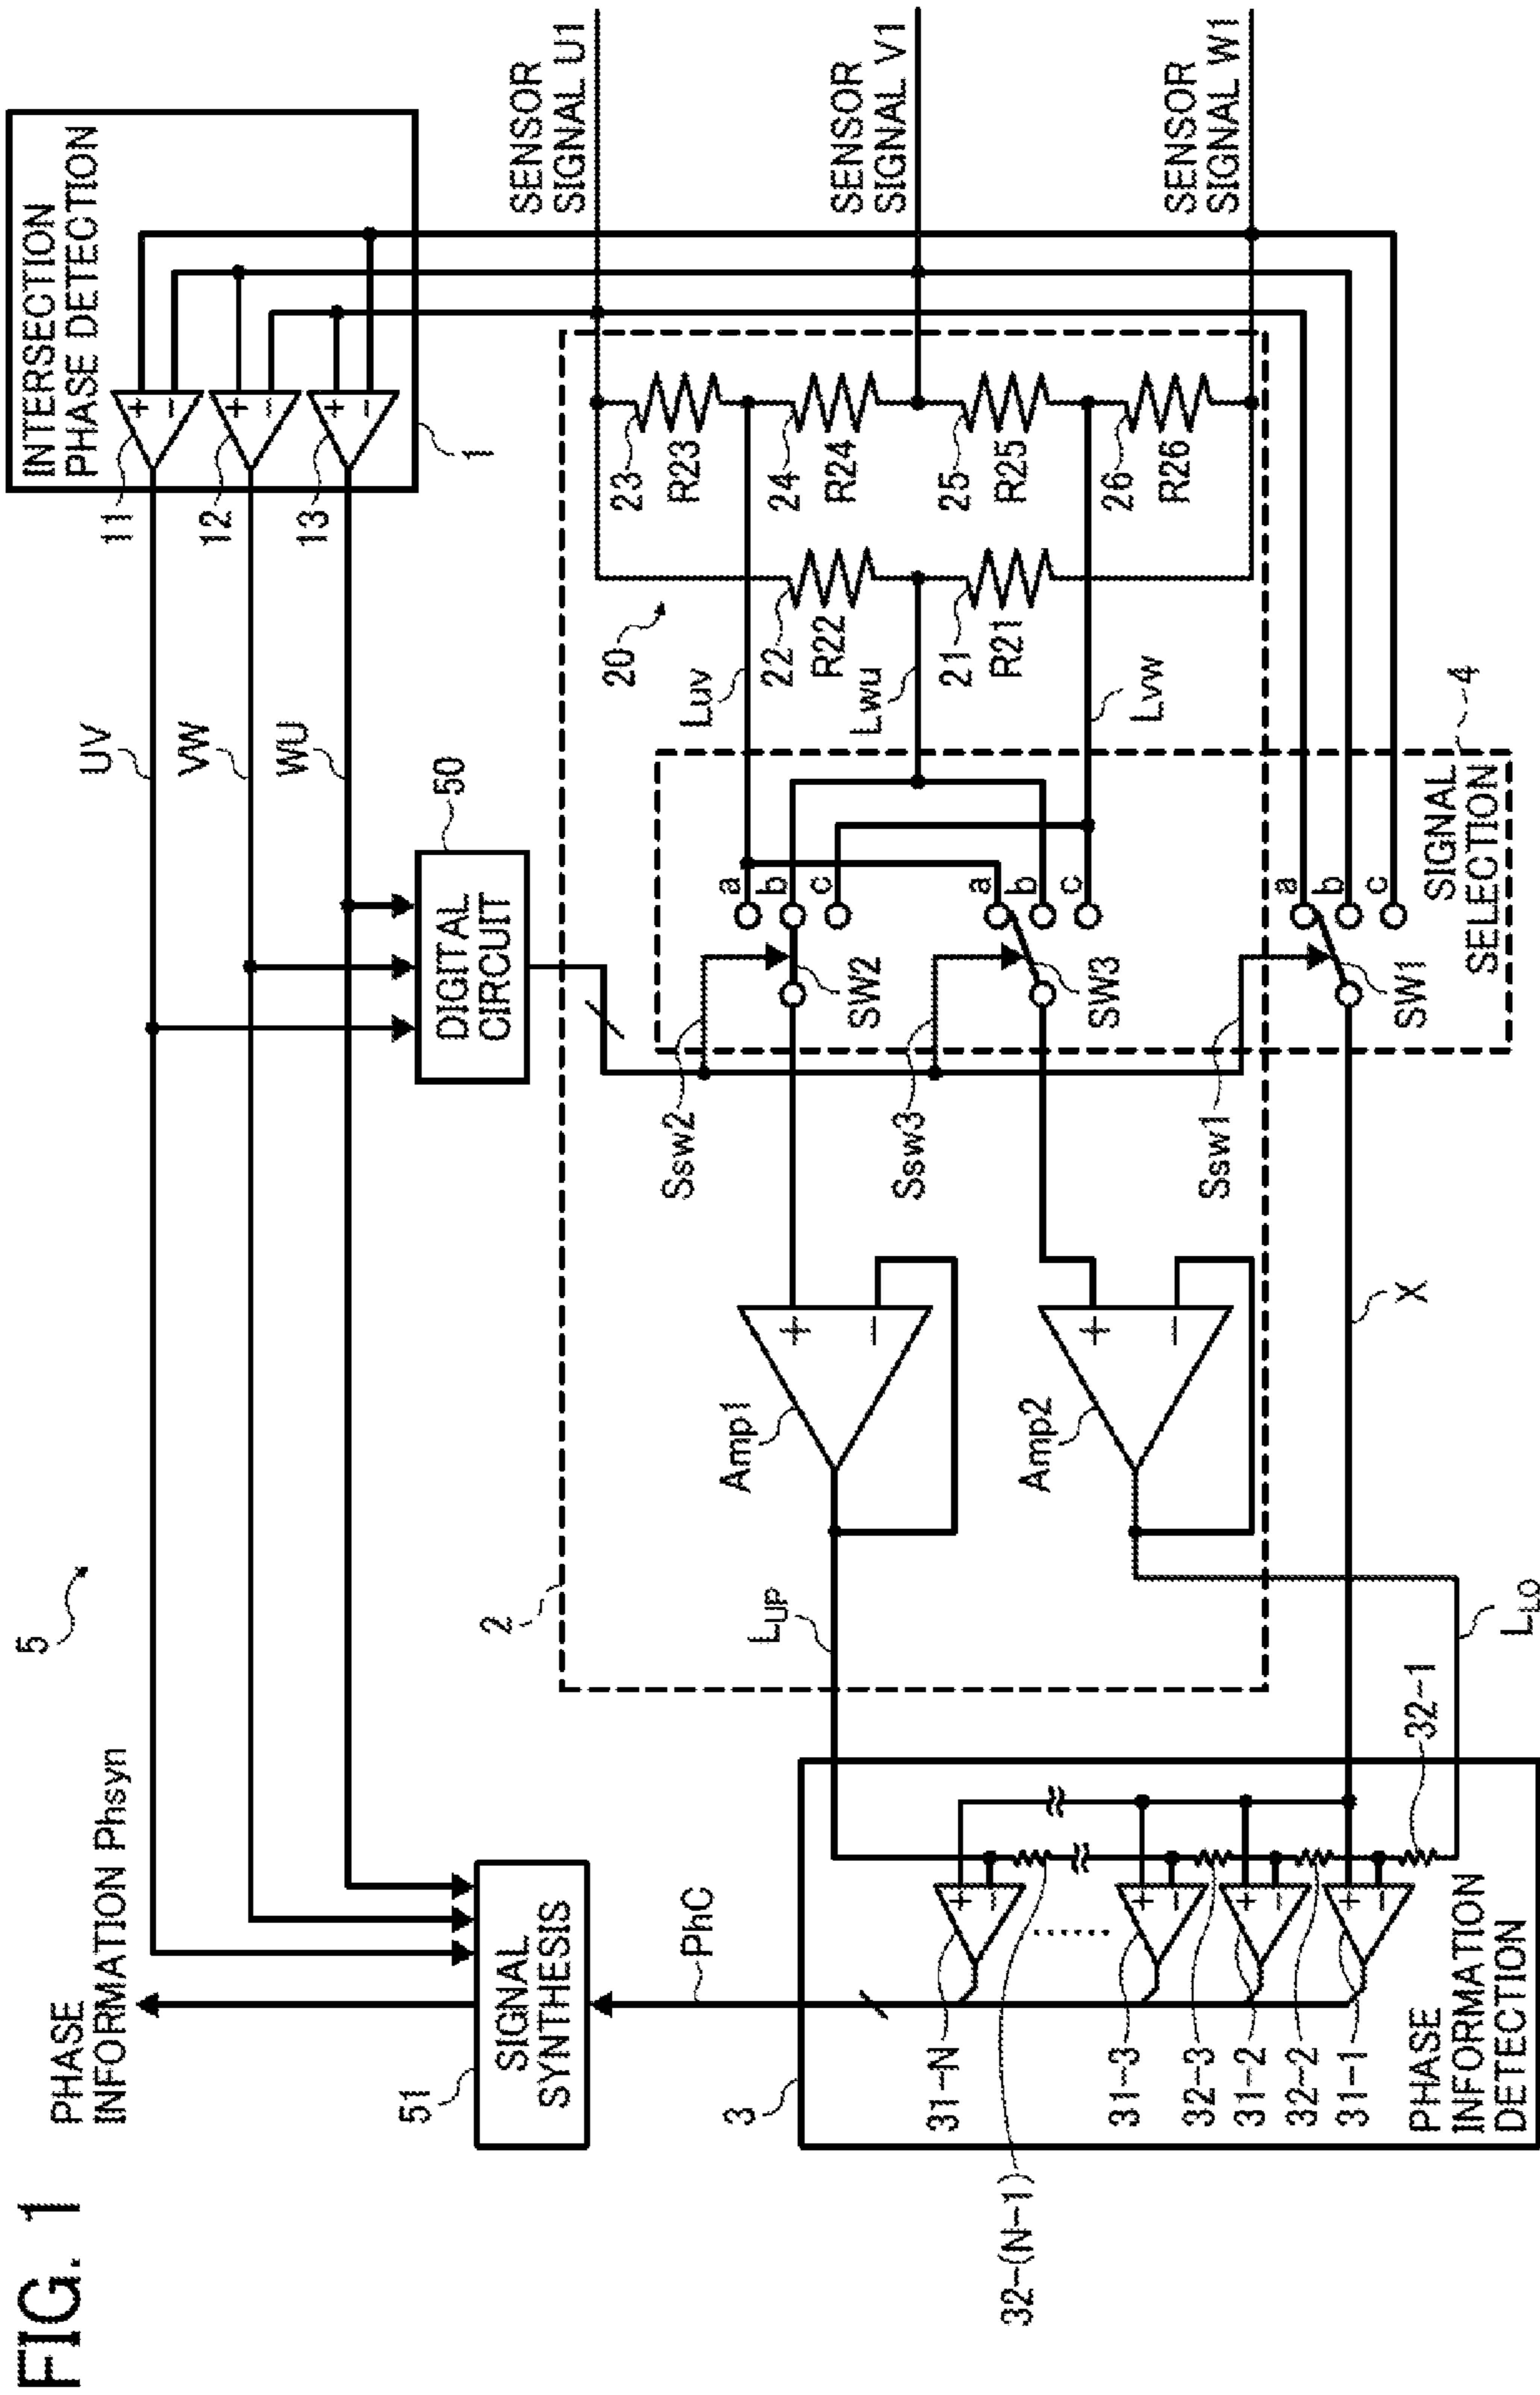 FIG. 1
5
PHASE
INFORMATION Phsyn
INTERSECTION
PHASE DETECTION
+
−
+
−
+
−
11
12
13
1
UV
VW
WU
50
DIGITAL
CIRCUIT
51
SIGNAL
SYNTHESIS
PhC
SENSOR
SIGNAL U1
SENSOR
SIGNAL V1
SENSOR
SIGNAL W1
2
20
23
R23
24
R24
25
R25
26
R26
22
R22
21
R21
Luv
Lwu
Lvw
4
SIGNAL
SELECTION
a
b
c
SW2
Ssw2
a
b
c
SW3
Ssw3
a
b
c
SW1
Ssw1
Amp1
+
−
Amp2
+
−
LUP
LLO
X
3
31-N
31-3
32-3
31-2
32-2
31-1
32-1
32-(N-1)
+
−
+
−
+
−
+
−
PHASE
INFORMATION
DETECTION